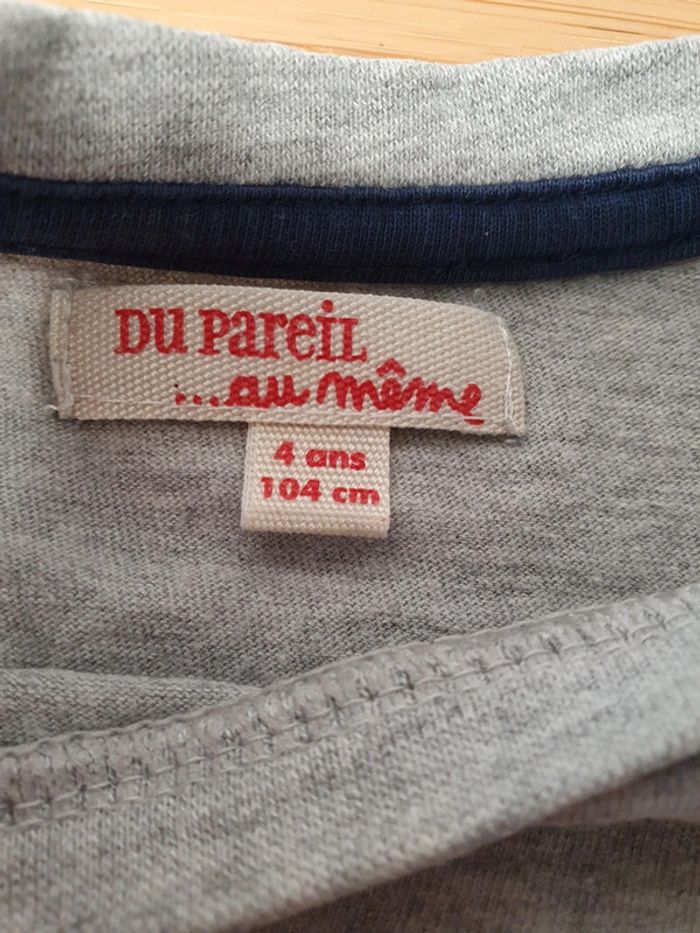 DU PAREIL
...au même
4 ans
104 cm